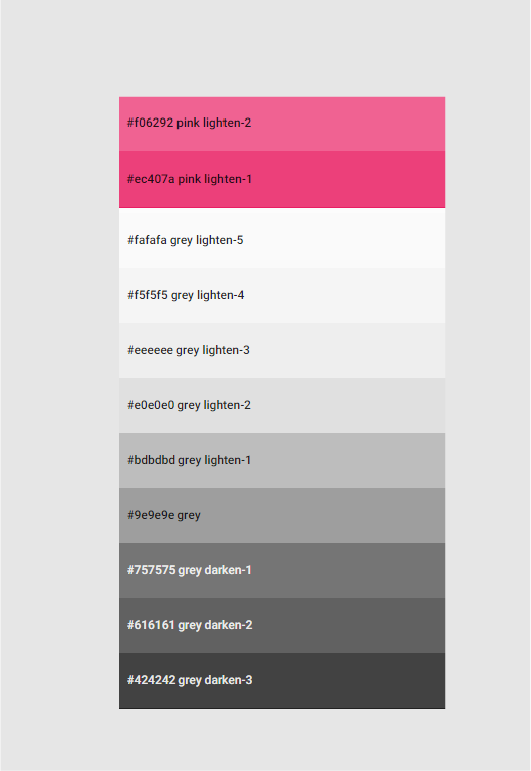 #f06292 pink lighten-2
#ec407a pink lighten-1
#fafafa grey lighten-5
#f5f5f5 grey lighten-4
#eeeeee grey lighten-3
#e0e0e0 grey lighten-2
#bdbdbd grey lighten-1
#9e9e9e grey
#757575 grey darken-1
#616161 grey darken-2
#424242 grey darken-3